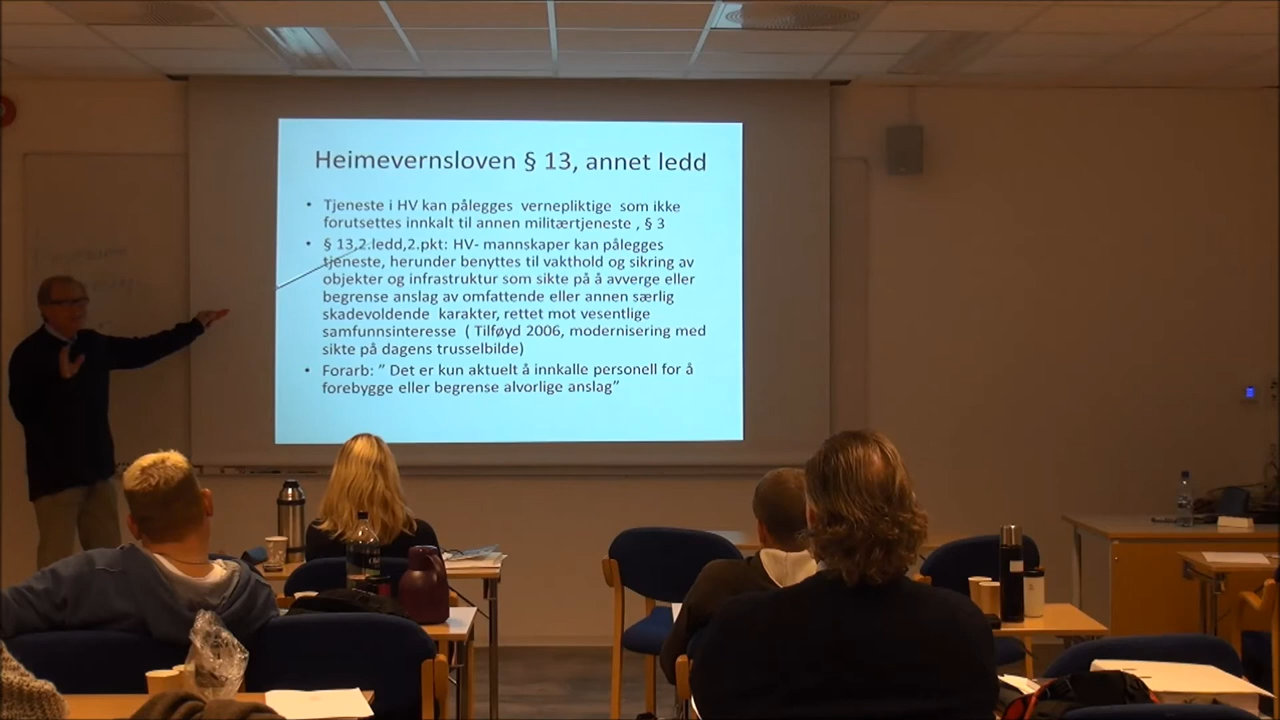 Heimevernsloven § 13, annet ledd
• Tjeneste i HV kan pålegges vernepliktige som ikke
forutsettes innkalt til annen militærtjeneste , § 3
• § 13,2.ledd,2.pkt: HV- mannskaper kan pålegges
tjeneste, herunder benyttes til vakthold og sikring av
objekter og infrastruktur som sikte på å avverge eller
begrense anslag av omfattende eller annen særlig
skadevoldende karakter, rettet mot vesentlige
samfunnsinteresse ( Tilføyd 2006, modernisering med
sikte på dagens trusselbilde)
• Forarb: ” Det er kun aktuelt å innkalle personell for å
forebygge eller begrense alvorlige anslag”